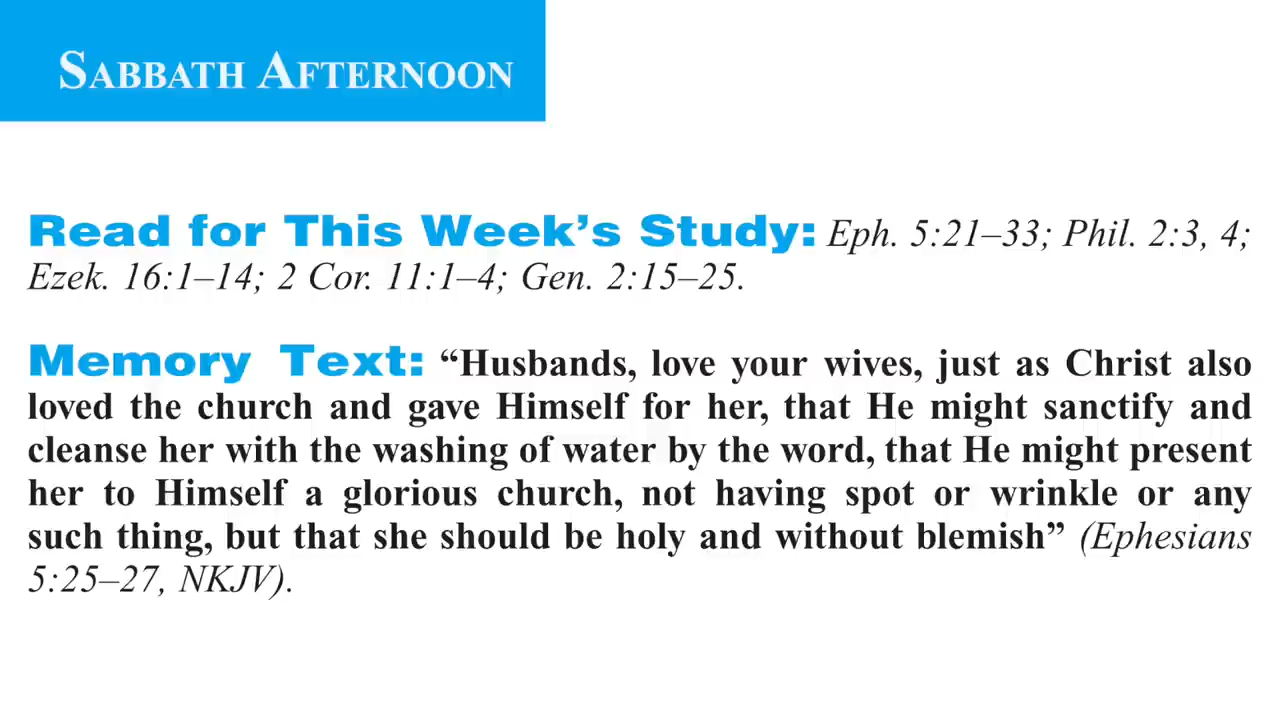 SABBATH AFTERNOON
Read for This Week’s Study: Eph. 5:21–33; Phil. 2:3, 4;
Ezek. 16:1–14; 2 Cor. 11:1–4; Gen. 2:15–25.
Memory Text: “Husbands, love your wives, just as Christ also
loved the church and gave Himself for her, that He might sanctify and
cleanse her with the washing of water by the word, that He might present
her to Himself a glorious church, not having spot or wrinkle or any
such thing, but that she should be holy and without blemish” (Ephesians
5:25–27, NKJV).